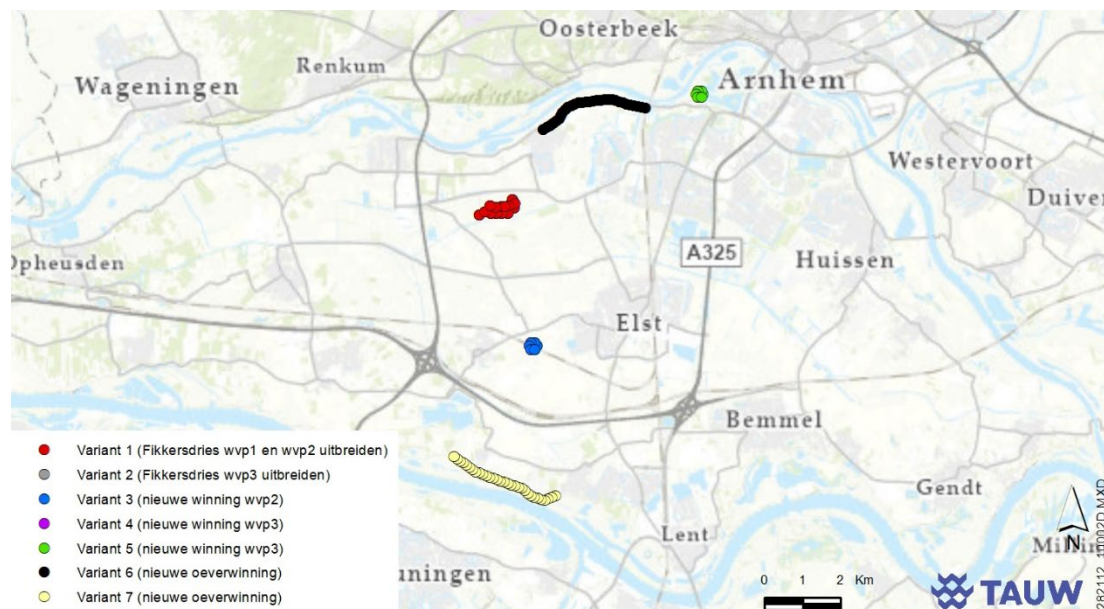 Oosterbeek
Renkum
Wageningen
Arnhem
Westervoort
Duiven
A325
Huissen
Opheusden
Elst
Bemmel
Gendt
Lent
uningen
Millin
Variant 1 (Fikkersdries wvp1 en wvp2 uitbreiden)
Variant 2 (Fikkersdries wvp3 uitbreiden)
Variant 3 (nieuwe winning wvp2)
Variant 4 (nieuwe winning wvp3)
Variant 5 (nieuwe winning wvp3)
Variant 6 (nieuwe oeverwinning)
Variant 7 (nieuwe oeverwinning)
0 1 2 Km
N
TAUW